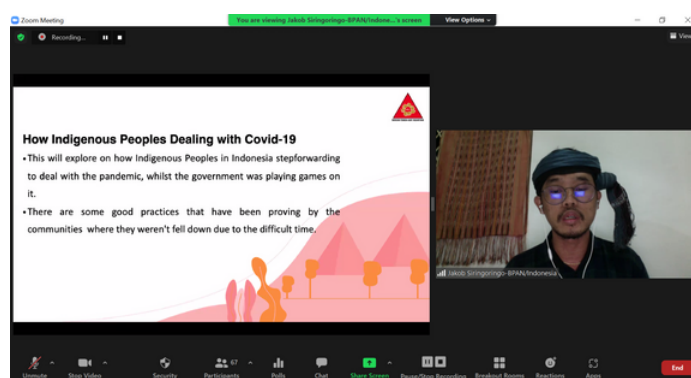 Zoom Meeting
You are viewing Jakob Siringoringo-BPAN/Indone...'s screen
View Options
Recording...
View
How Indigenous Peoples Dealing with Covid-19
•This will explore on how Indigenous Peoples in Indonesia stepforwarding
to deal with the pandemic, whilst the government was playing games on
it.
•There are some good practices that have been proving by the
communities where they weren't fell down due to the difficult time.
Jakob Siringoringo-BPAN/Indonesia
67
Unmute
Stop Video
Security
Participants
Polls
Chat
Share Screen
Pause/Stop Recording
Breakout Rooms
Reactions
Apps
End